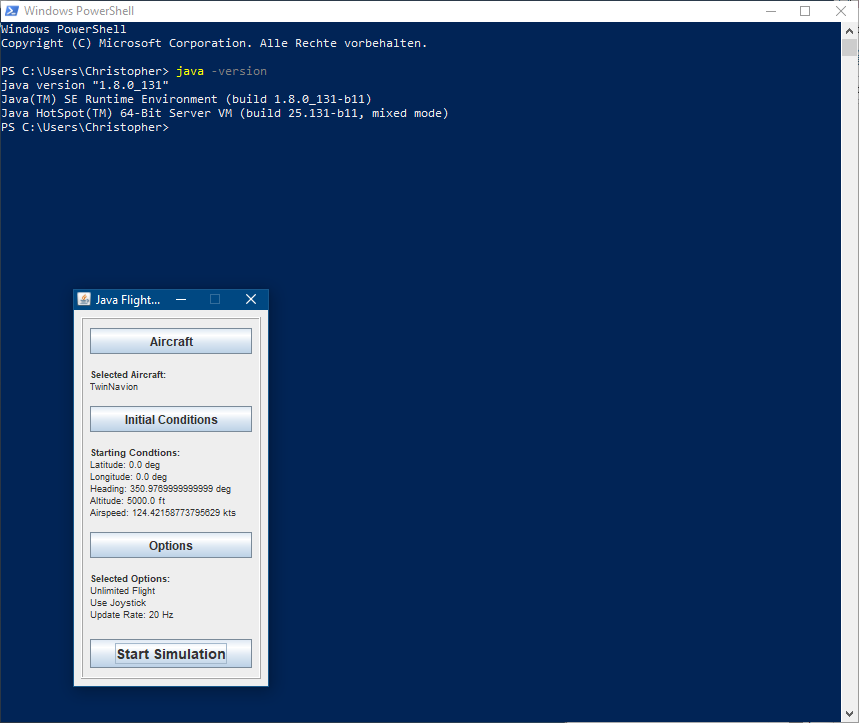 Windows PowerShell
Windows PowerShell
Copyright (C) Microsoft Corporation. Alle Rechte vorbehalten.
PS C:\Users\Christopher> java -version
java version "1.8.0_131"
Java(TM) SE Runtime Environment (build 1.8.0_131-b11)
Java HotSpot(TM) 64-Bit Server VM (build 25.131-b11, mixed mode)
PS C:\Users\Christopher>
Java Flight...
Aircraft
Selected Aircraft:
TwinNavion
Initial Conditions
Starting Condtions:
Latitude: 0.0 deg
Longitude: 0.0 deg
Heading: 350.9769999999999 deg
Altitude: 5000.0 ft
Airspeed: 124.42158773795629 kts
Options
Selected Options:
Unlimited Flight
Use Joystick
Update Rate: 20 Hz
Start Simulation